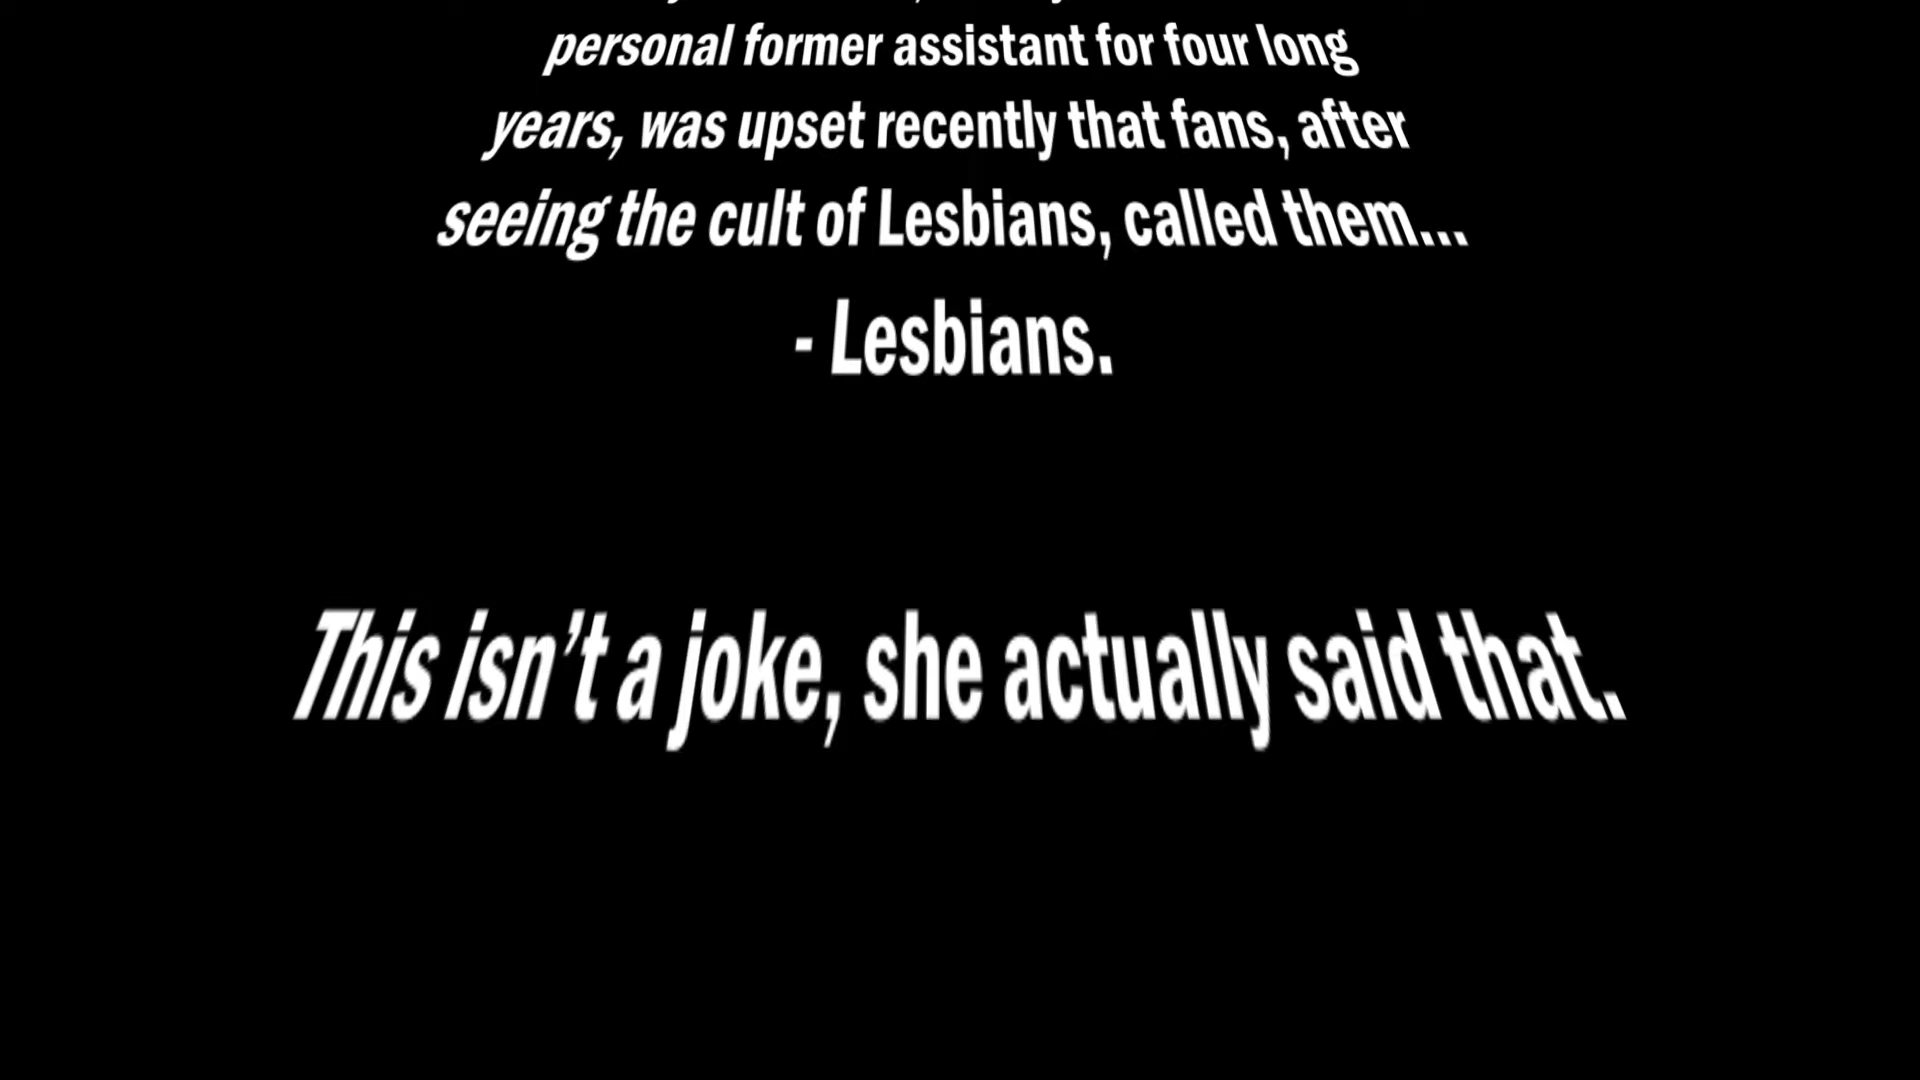 personal former assistant for four long
years, was upset recently that fans, after
seeing the cult of Lesbians, called them...
- Lesbians.
This isn't a joke, she actually said that.